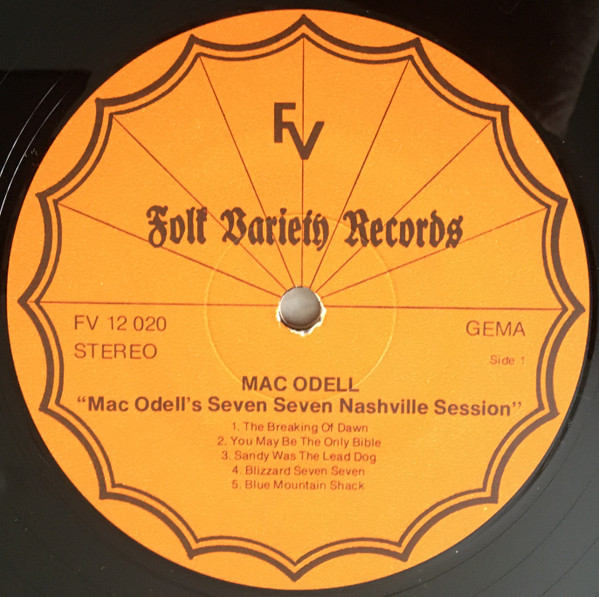 FV
Folk Variety Records
FV 12 020
GEMA
STEREO
Side 1
MAC ODELL
“Mac Odell's Seven Seven Nashville Session”
1. The Breaking Of Dawn
2. You May Be The Only Bible
3. Sandy Was The Lead Dog
4. Blizzard Seven Seven
5. Blue Mountain Shack